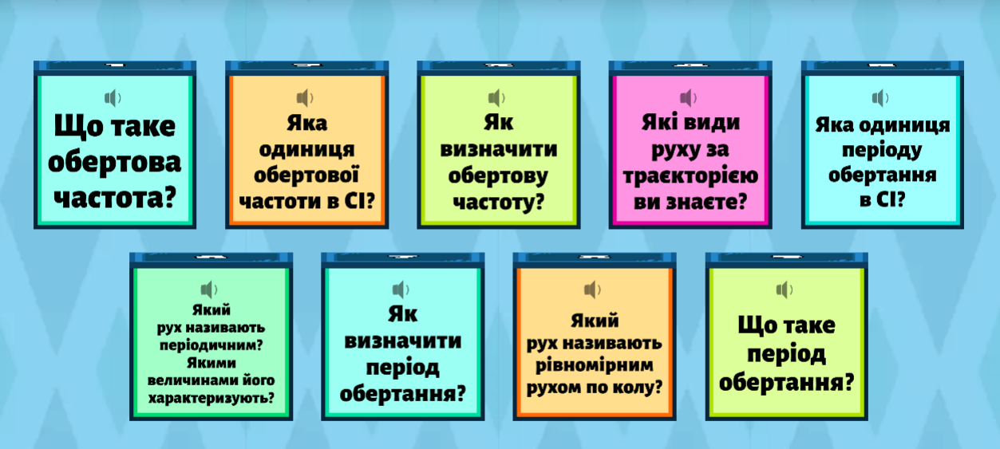 Що таке
обертова
частота?
Яка
одиниця
обертової
частоти в СІ?
Як
визначити
обертову
частоту?
Які види
руху за
траєкторією
ви знаєте?
Яка одиниця
періоду
обертання
в СІ?
Який
рух називають
періодичним?
Якими
величинами його
характеризують?
Як
визначити
період
обертання?
Який
рух називають
рівномірним
рухом по колу?
Що таке
період
обертання?